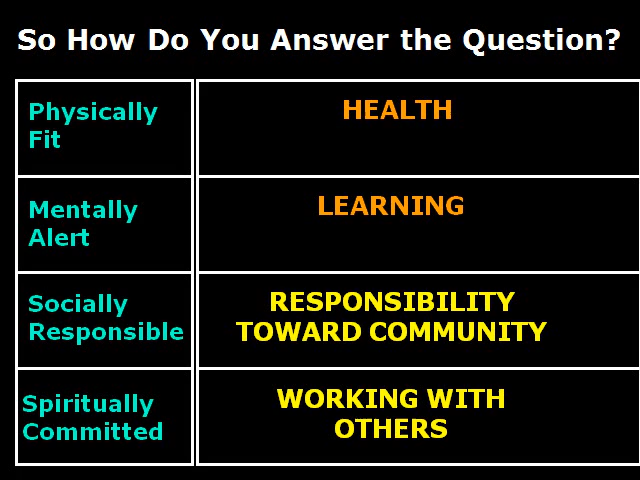 So How Do You Answer the Question?
Physically
Fit
HEALTH
Mentally
Alert
LEARNING
Socially
Responsible
RESPONSIBILITY
TOWARD COMMUNITY
Spiritually
Committed
WORKING WITH
OTHERS